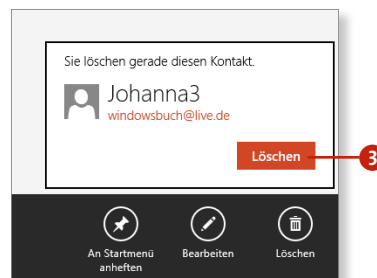 Sie löschen gerade diesen Kontakt.
Johanna3
windowsbuch@live.de
Löschen
3
An Startmenü
anheften
Bearbeiten
Löschen